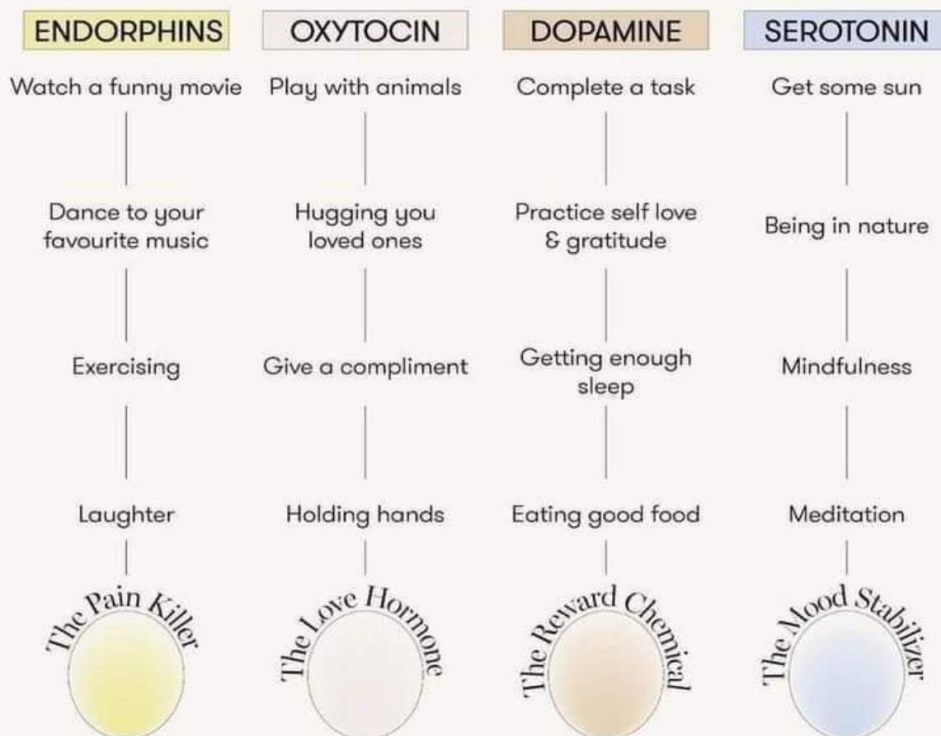 ENDORPHINS
Watch a funny movie
Dance to your
favourite music
Exercising
Laughter
The Pain Killer
OXYTOCIN
Play with animals
Hugging you
loved ones
Give a compliment
Holding hands
The Love Hormone
DOPAMINE
Complete a task
Practice self love
& gratitude
Getting enough
sleep
Eating good food
The Reward Chemical
SEROTONIN
Get some sun
Being in nature
Mindfulness
Meditation
The Mood Stabilizer